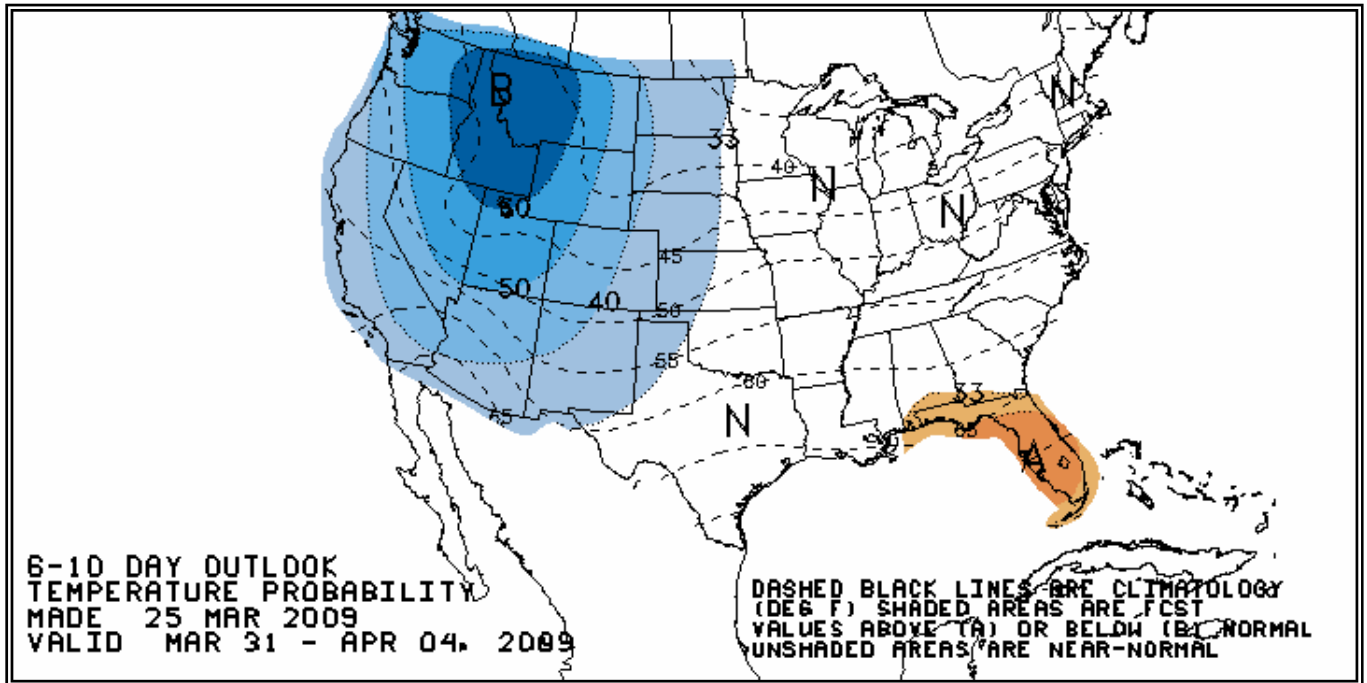 B
N
33
40
N
N
60
50
45
50
40
50
55
60
33
N
A
6-10 DAY OUTLOOK
TEMPERATURE PROBABILITY
MADE 25 MAR 2009
VALID MAR 31 - APR 04, 2009
DASHED BLACK LINES ARE CLIMATOLOGY
(DEG F) SHADED AREAS ARE FCST
VALUES ABOVE (A) OR BELOW (B) NORMAL
UNSHADED AREAS ARE NEAR-NORMAL